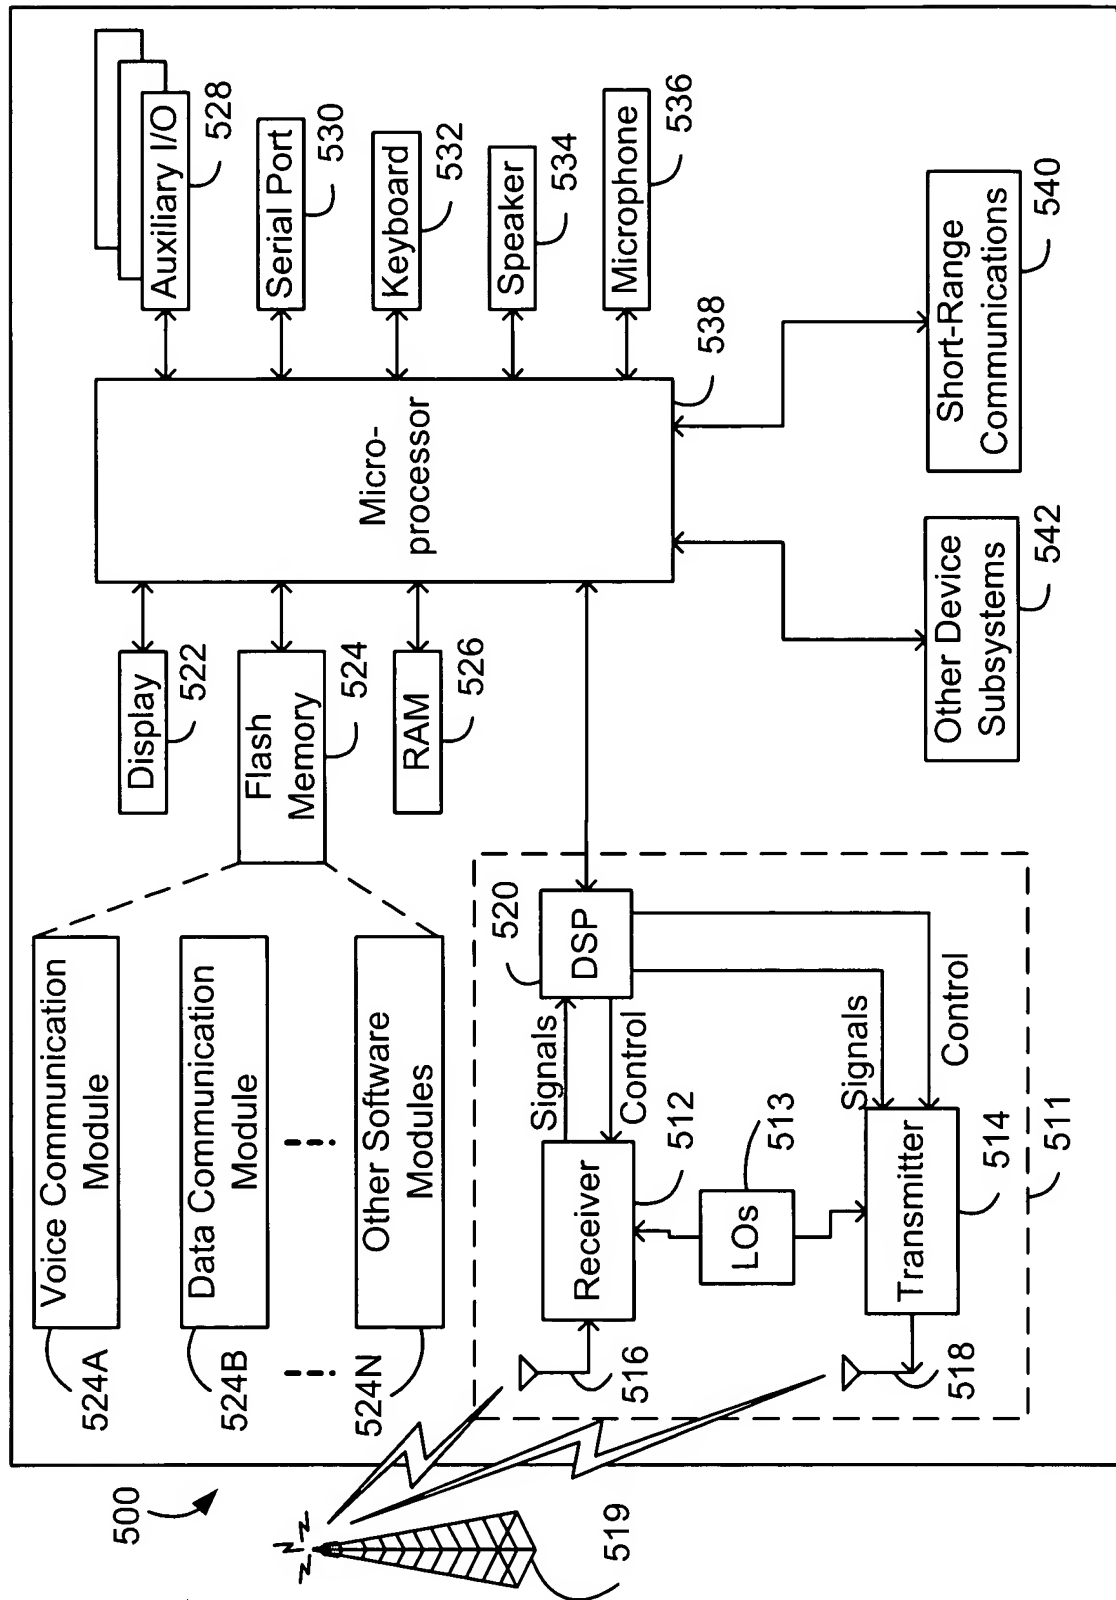 500
519
Voice Communication
Module
524A
Data Communication
Module
524B
Other Software
Modules
524N
Display
522
Flash
Memory
524
RAM
526
Micro-
processor
538
Auxiliary I/O
528
Serial Port
530
Keyboard
532
Speaker
534
Microphone
536
Short-Range
Communications
540
Other Device
Subsystems
542
DSP
520
Signals
Control
Receiver
512
516
LOs
513
Signals
Control
Transmitter
514
518
511